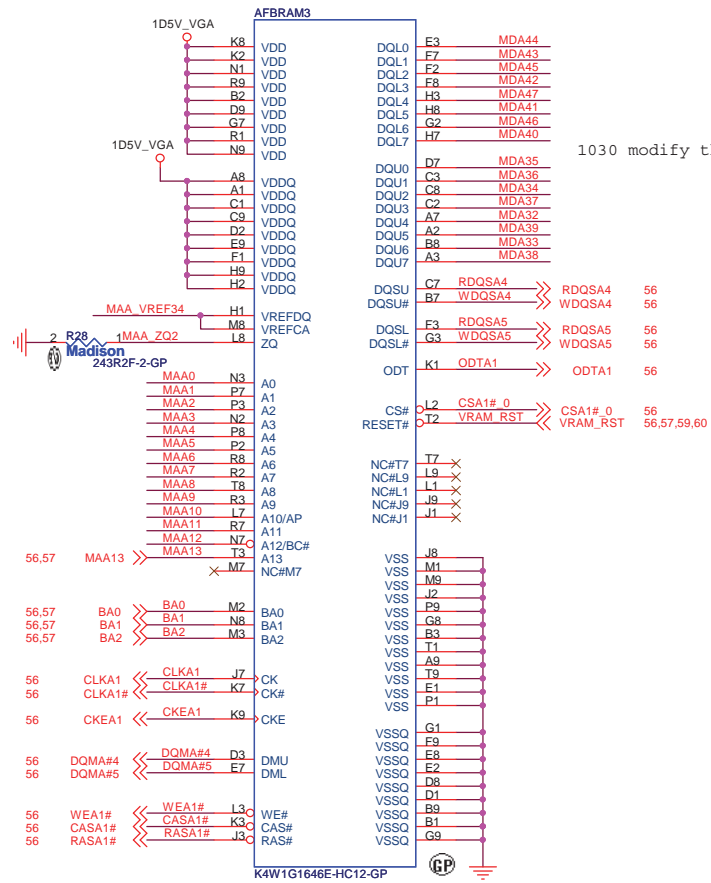 AFBRAM3
1D5V_VGA
K8 VDD DQL0 E3 MDA44
K2 VDD DQL1 F7 MDA43
N1 VDD DQL2 F2 MDA45
R9 VDD DQL3 F8 MDA42
B2 VDD DQL4 H3 MDA47
D9 VDD DQL5 H8 MDA41
G7 VDD DQL6 G2 MDA46
R1 VDD DQL7 H7 MDA40
N9 VDD
1D5V_VGA
1030 modify t
A8 VDDQ DQU0 D7 MDA35
A1 VDDQ DQU1 C3 MDA36
C1 VDDQ DQU2 C8 MDA34
C9 VDDQ DQU3 C2 MDA37
D2 VDDQ DQU4 A7 MDA32
E9 VDDQ DQU5 A2 MDA39
F1 VDDQ DQU6 B8 MDA33
H9 VDDQ DQU7 A3 MDA38
H2 VDDQ
DQSU C7 RDQSA4 RDQSA4 56
DQSU# B7 WDQSA4 WDQSA4 56
MAA_VREF34 H1 VREFDQ
M8 VREFCA
DQSL F3 RDQSA5 RDQSA5 56
DQSL# G3 WDQSA5 WDQSA5 56
2 R28 1 MAA_ZQ2 L8 ZQ
Madison
243R2F-2-GP
ODT K1 ODTA1 ODTA1 56
MAA0 N3 A0
MAA1 P7 A1
MAA2 P3 A2
MAA3 N2 A3
MAA4 P8 A4
MAA5 P2 A5
MAA6 R8 A6
MAA7 R2 A7
MAA8 T8 A8
MAA9 R3 A9
MAA10 L7 A10/AP
MAA11 R7 A11
MAA12 N7 A12/BC#
56,57 MAA13 MAA13 T3 A13
M7 NC#M7
CS# L2 CSA1#_0 CSA1#_0 56
RESET# T2 VRAM_RST VRAM_RST 56,57,59,60
NC#T7 T7
NC#L9 L9
NC#L1 L1
NC#J9 J9
NC#J1 J1
56,57 BA0 BA0 M2 BA0
56,57 BA1 BA1 N8 BA1
56,57 BA2 BA2 M3 BA2
56 CLKA1 CLKA1 J7 CK
56 CLKA1# CLKA1# K7 CK#
56 CKEA1 CKEA1 K9 CKE
56 DQMA#4 DQMA#4 D3 DMU
56 DQMA#5 DQMA#5 E7 DML
56 WEA1# WEA1# L3 WE#
56 CASA1# CASA1# K3 CAS#
56 RASA1# RASA1# J3 RAS#
VSS J8
VSS M1
VSS M9
VSS J2
VSS P9
VSS G8
VSS B3
VSS T1
VSS A9
VSS T9
VSS E1
VSS P1
VSSQ G1
VSSQ F9
VSSQ E8
VSSQ E2
VSSQ D8
VSSQ D1
VSSQ B9
VSSQ B1
VSSQ G9
GP
K4W1G1646E-HC12-GP